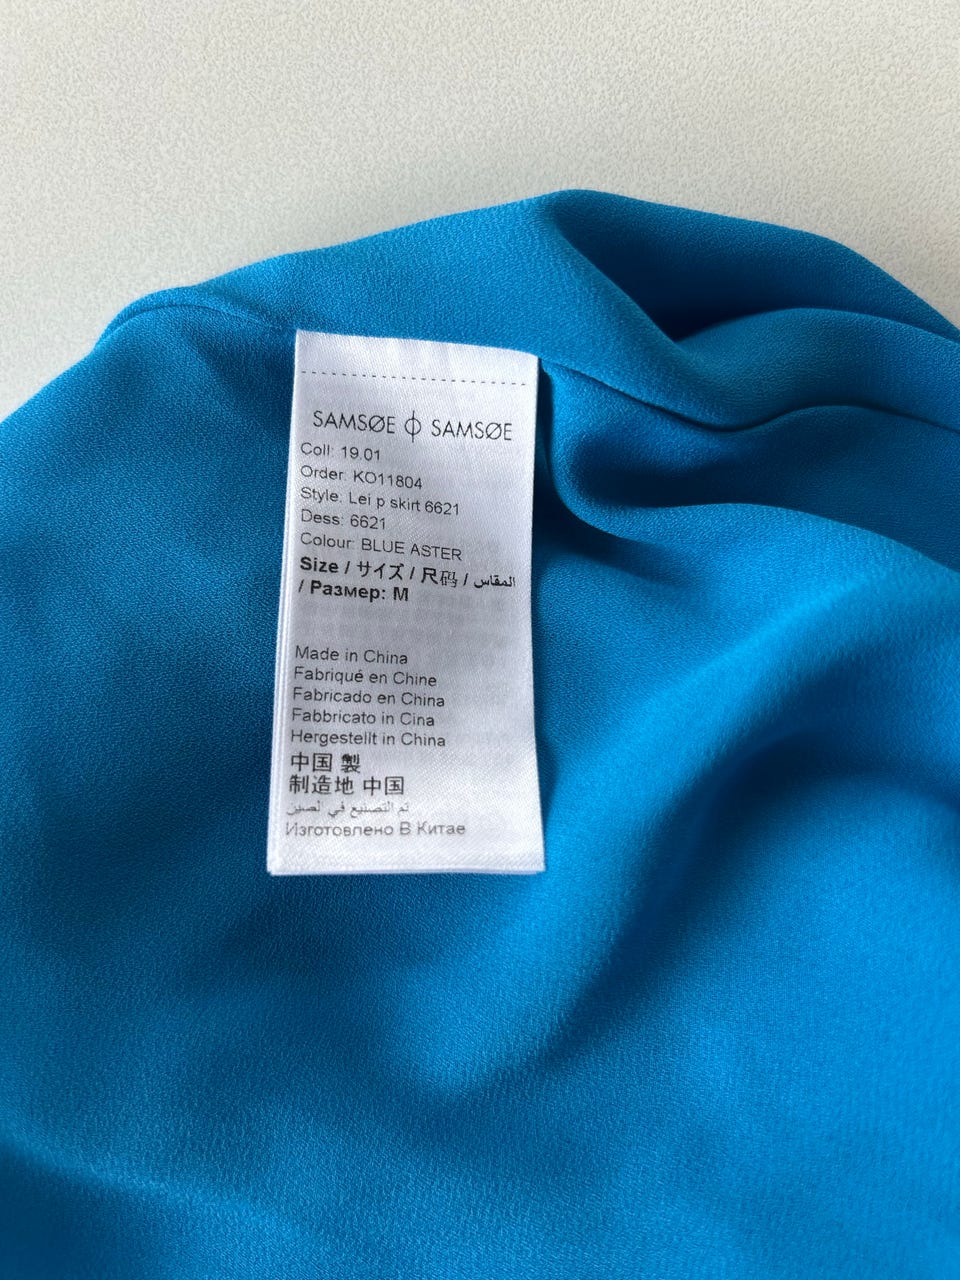 SAMSØE ϕ SAMSØE
Coll: 19.01
Order: KO11804
Style: Lei p skirt 6621
Dess: 6621
Colour: BLUE ASTER
Size / サイズ / 尺码 / المقاس
/ Размер: M
Made in China
Fabriqué en Chine
Fabricado en China
Fabbricato in Cina
Hergestellt in China
中国 製
制造地 中国
تم التصنيع في لصين
Изготовлено В Китае